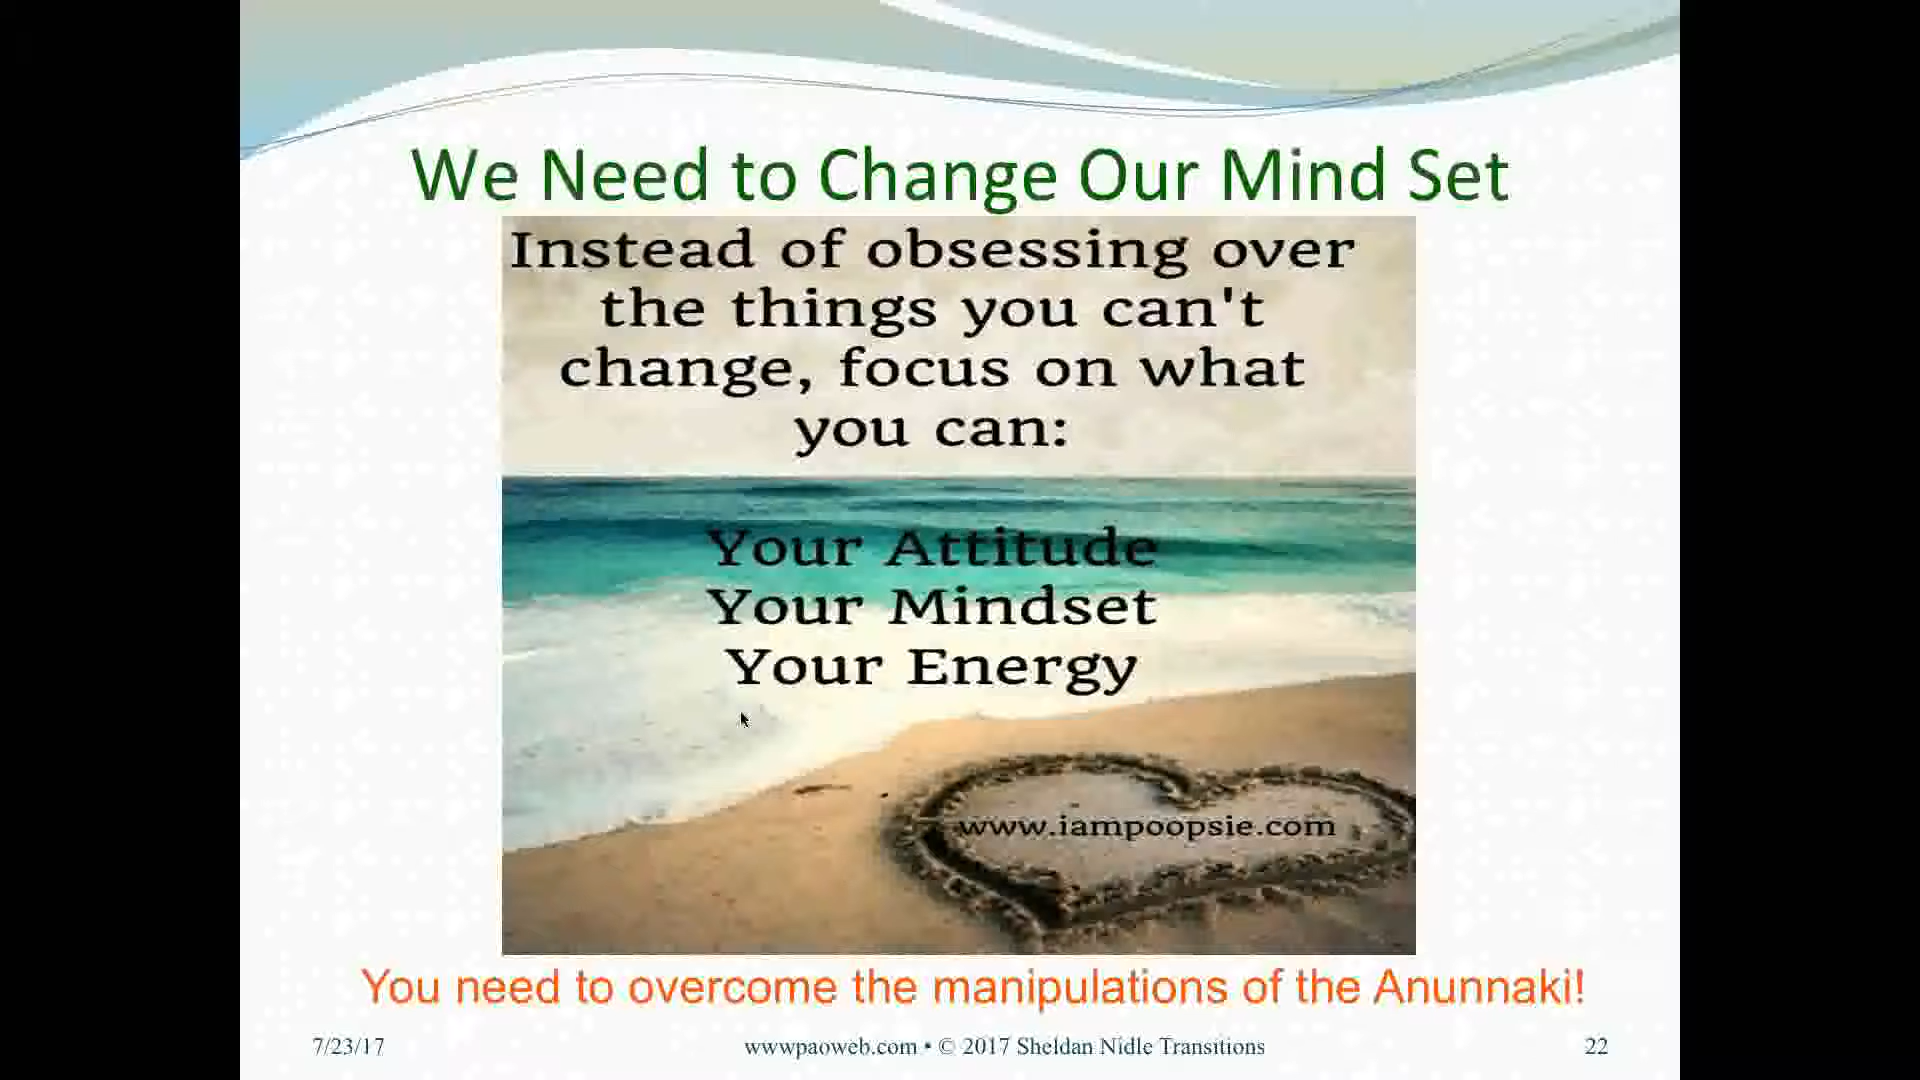 We Need to Change Our Mind Set
Instead of obsessing over
the things you can't
change, focus on what
you can:
Your Attitude
Your Mindset
Your Energy
www.iampoopsie.com
You need to overcome the manipulations of the Anunnaki!
7/23/17
wwwpaoweb.com • © 2017 Sheldan Nidle Transitions
22